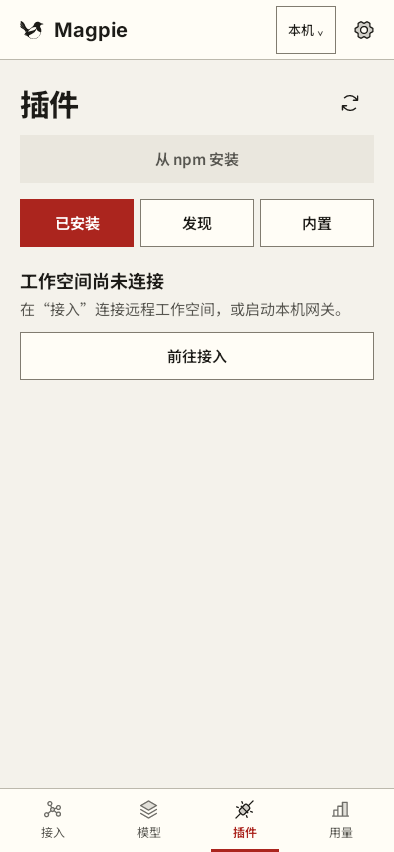 Magpie
本机
插件
从 npm 安装
已安装
发现
内置
工作空间尚未连接
在“接入”连接远程工作空间，或启动本机网关。
前往接入
接入
模型
插件
用量